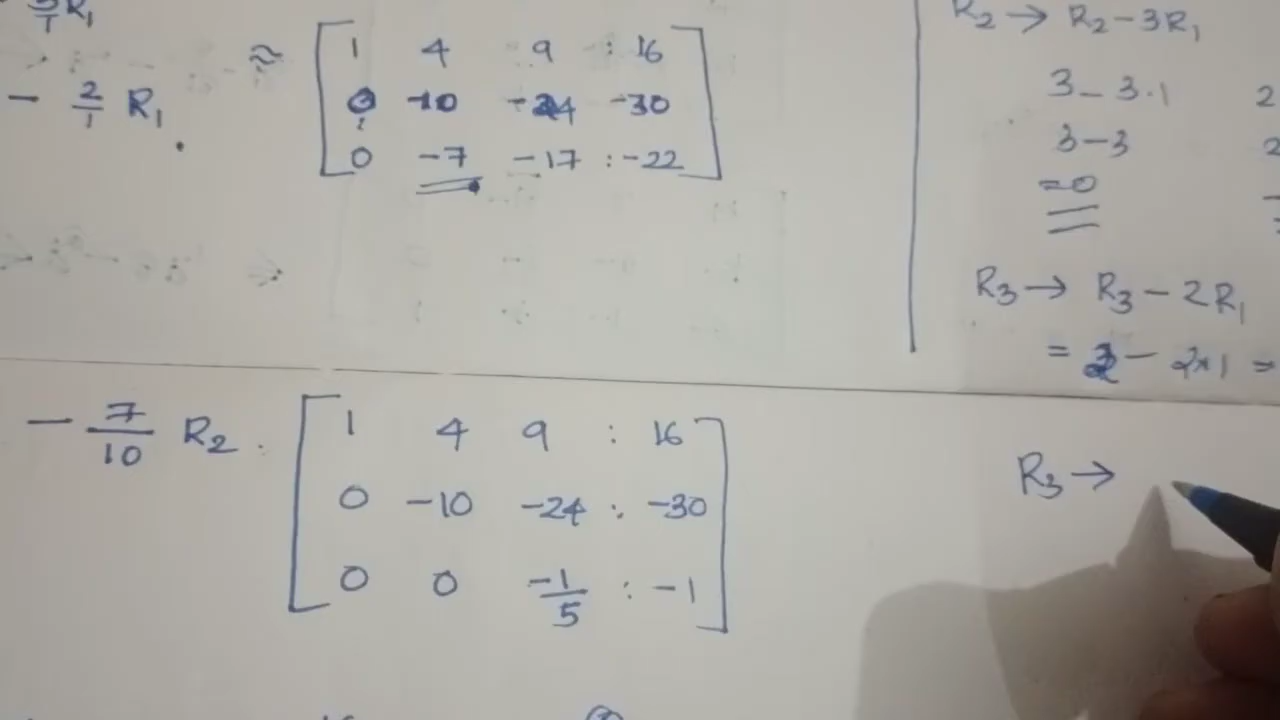 R₁
- 2/1 R₁ .
≈ [ 1 4 9 : 16
0 -10 -24 -30
0 -7 -17 : -22 ]
R₂ → R₂ - 3R₁
3 - 3.1 2
3 - 3 2
= 0
R₃ → R₃ - 2R₁
= 2 - 2×1 =
- 7/10 R₂ . [ 1 4 9 : 16
0 -10 -24 : -30
0 0 -1/5 : -1 ]
R₃ →